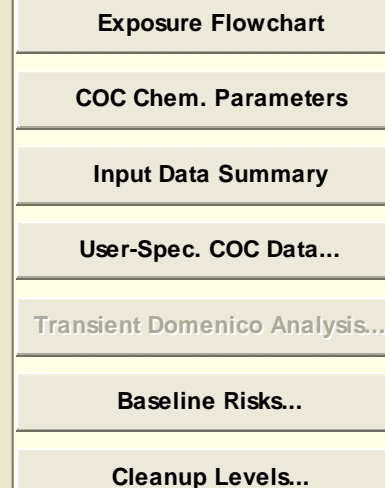 Exposure Flowchart
COC Chem. Parameters
Input Data Summary
User-Spec. COC Data...
Transient Domenico Analysis...
Baseline Risks...
Cleanup Levels...